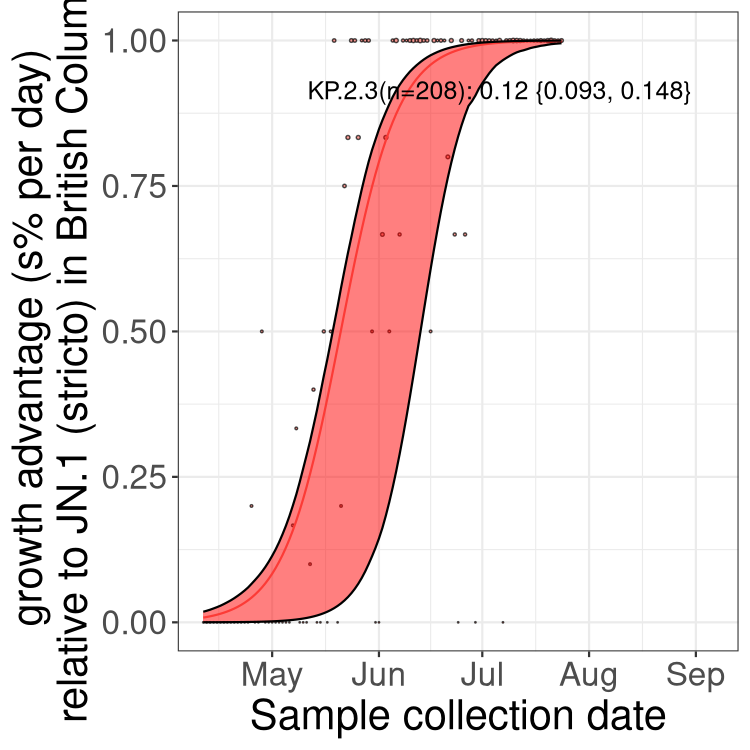 growth advantage (s% per day)
relative to JN.1 (stricto) in British Colum
1.00
0.75
0.50
0.25
0.00
KP.2.3(n=208): 0.12 {0.093, 0.148}
May Jun Jul Aug Sep
Sample collection date